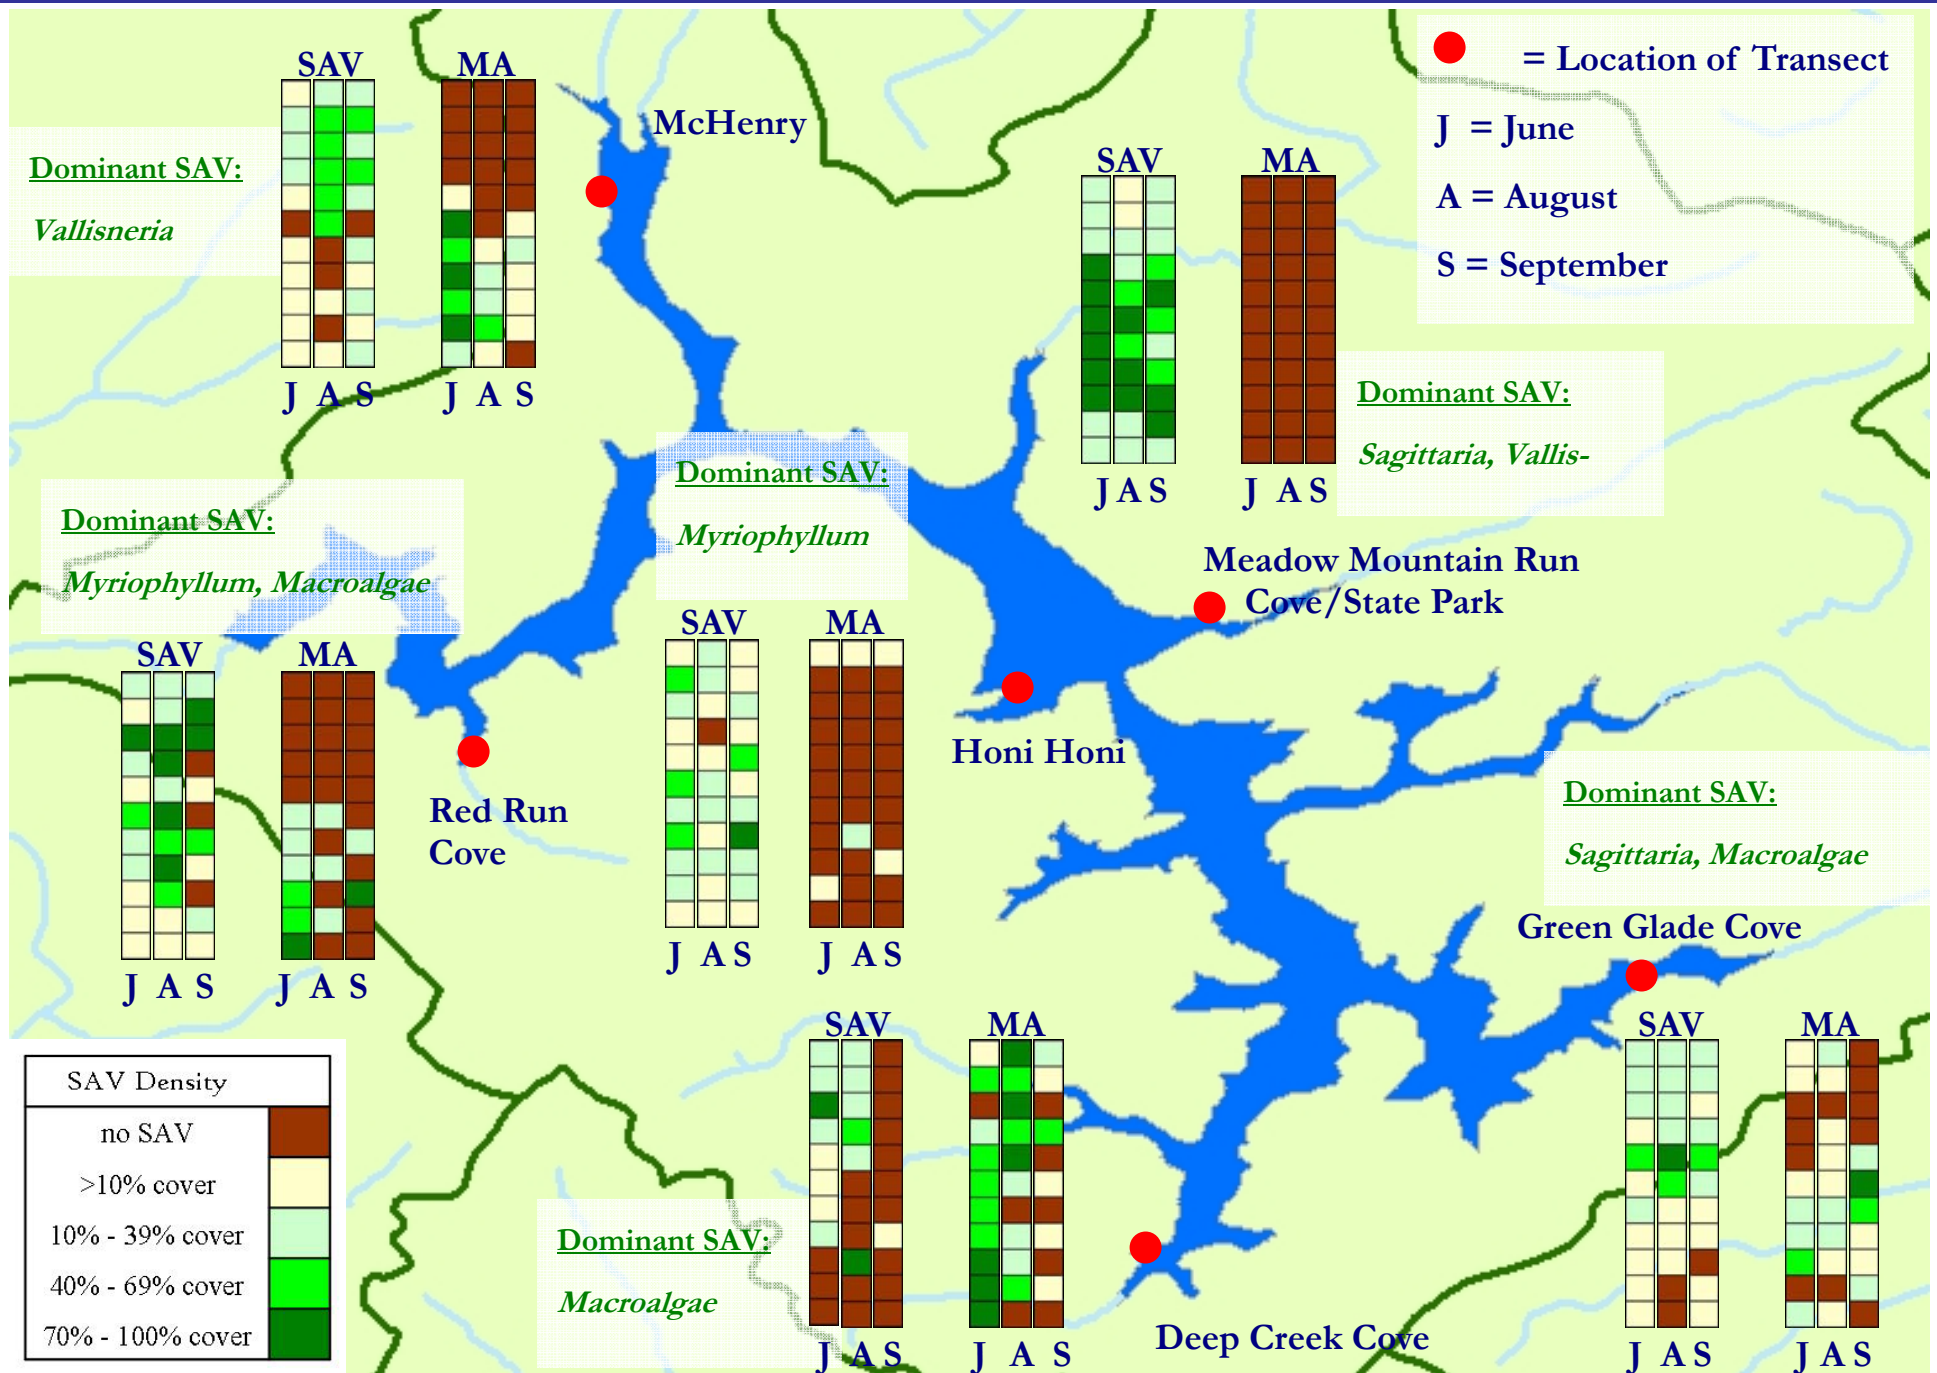 SAV MA
McHenry
Dominant SAV:
Vallisneria
J A S J A S
= Location of Transect
J = June
A = August
S = September
SAV MA
Dominant SAV:
Sagittaria, Vallis-
J A S J A S
Dominant SAV:
Myriophyllum
Dominant SAV:
Myriophyllum, Macroalgae
Meadow Mountain Run
Cove/State Park
SAV MA
SAV MA
Honi Honi
Red Run
Cove
J A S J A S
J A S J A S
Dominant SAV:
Sagittaria, Macroalgae
Green Glade Cove
SAV MA
SAV MA
SAV Density
no SAV
>10% cover
10% - 39% cover
40% - 69% cover
70% - 100% cover
Dominant SAV:
Macroalgae
Deep Creek Cove
J A S J A S
J A S J A S